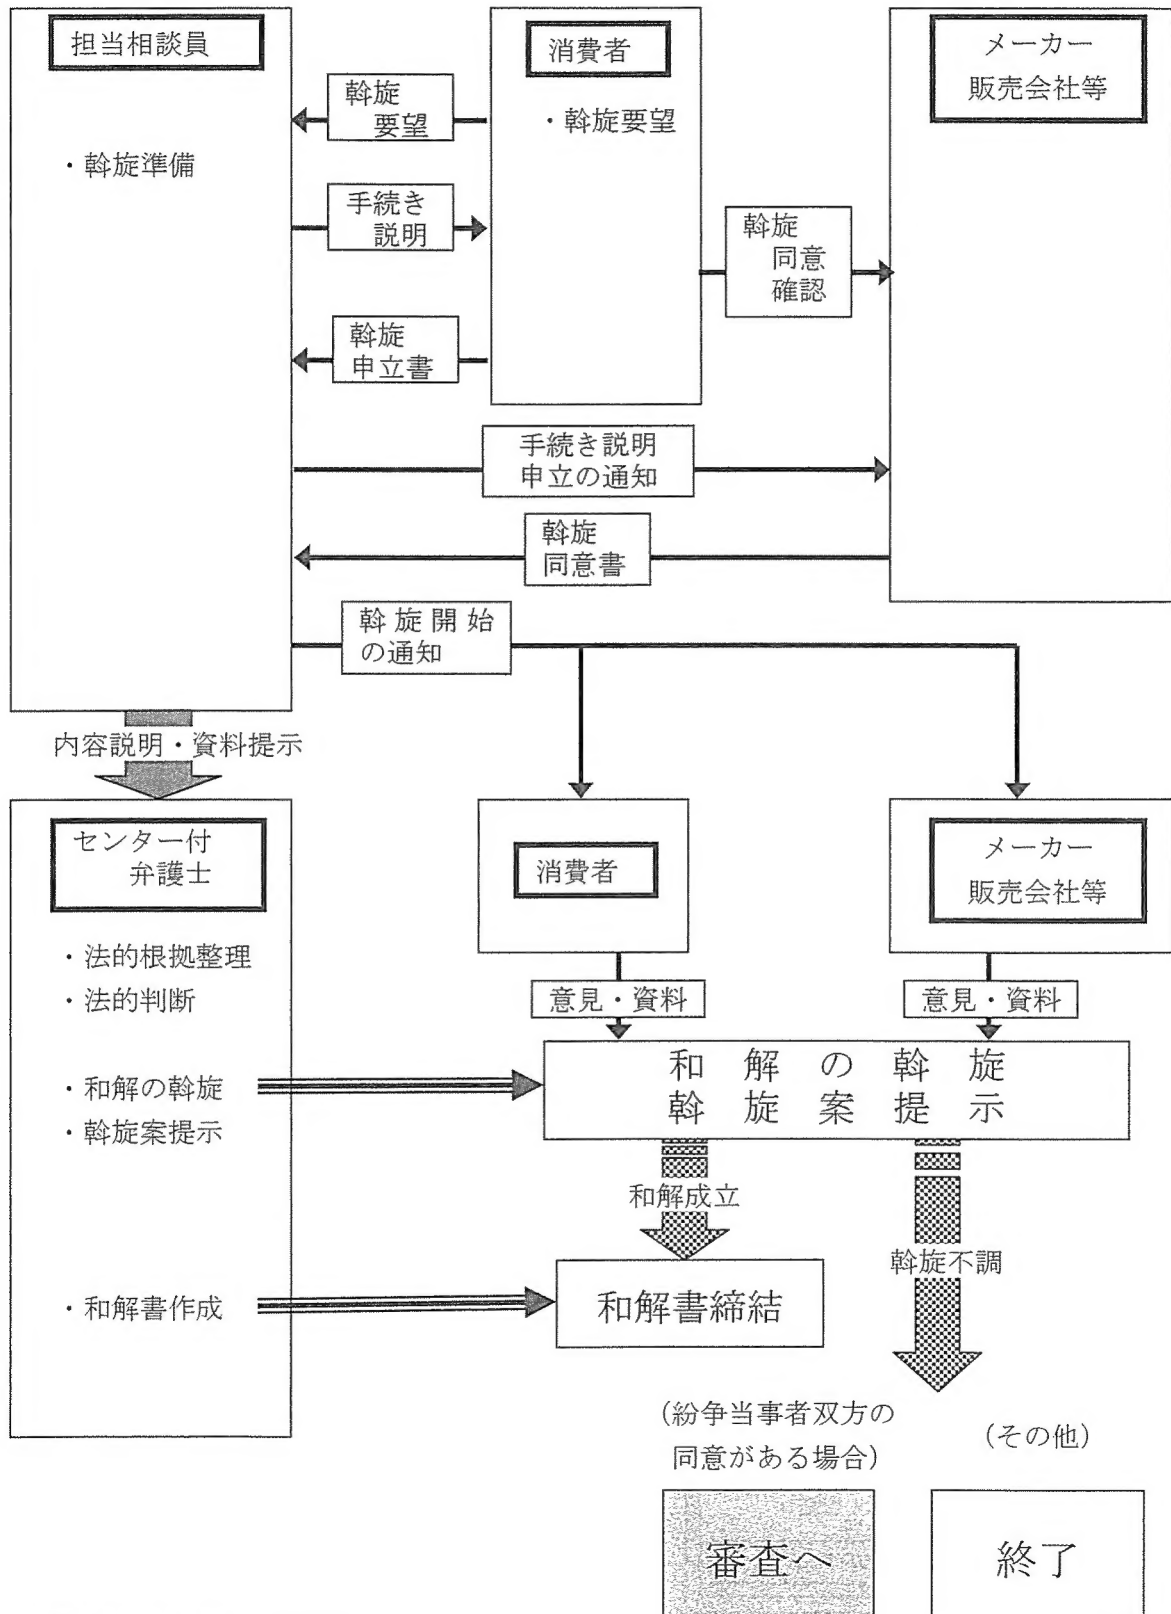 担当相談員
・斡旋準備
斡旋
要望
手続き
説明
斡旋
申立書
消費者
・斡旋要望
斡旋
同意
確認
メーカー
販売会社等
手続き説明
申立の通知
斡旋
同意書
斡旋開始
の通知
内容説明・資料提示
センター付
弁護士
・法的根拠整理
・法的判断
・和解の斡旋
・斡旋案提示
・和解書作成
消費者
メーカー
販売会社等
意見・資料
意見・資料
和解の斡旋
斡旋案提示
和解成立
斡旋不調
和解書締結
(紛争当事者双方の
同意がある場合)
(その他)
審査へ
終了